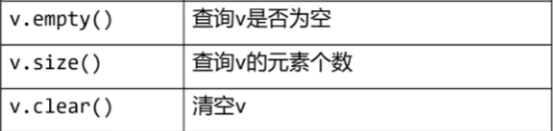 v.empty() 查询v是否为空
v.size() 查询v的元素个数
v.clear() 清空v